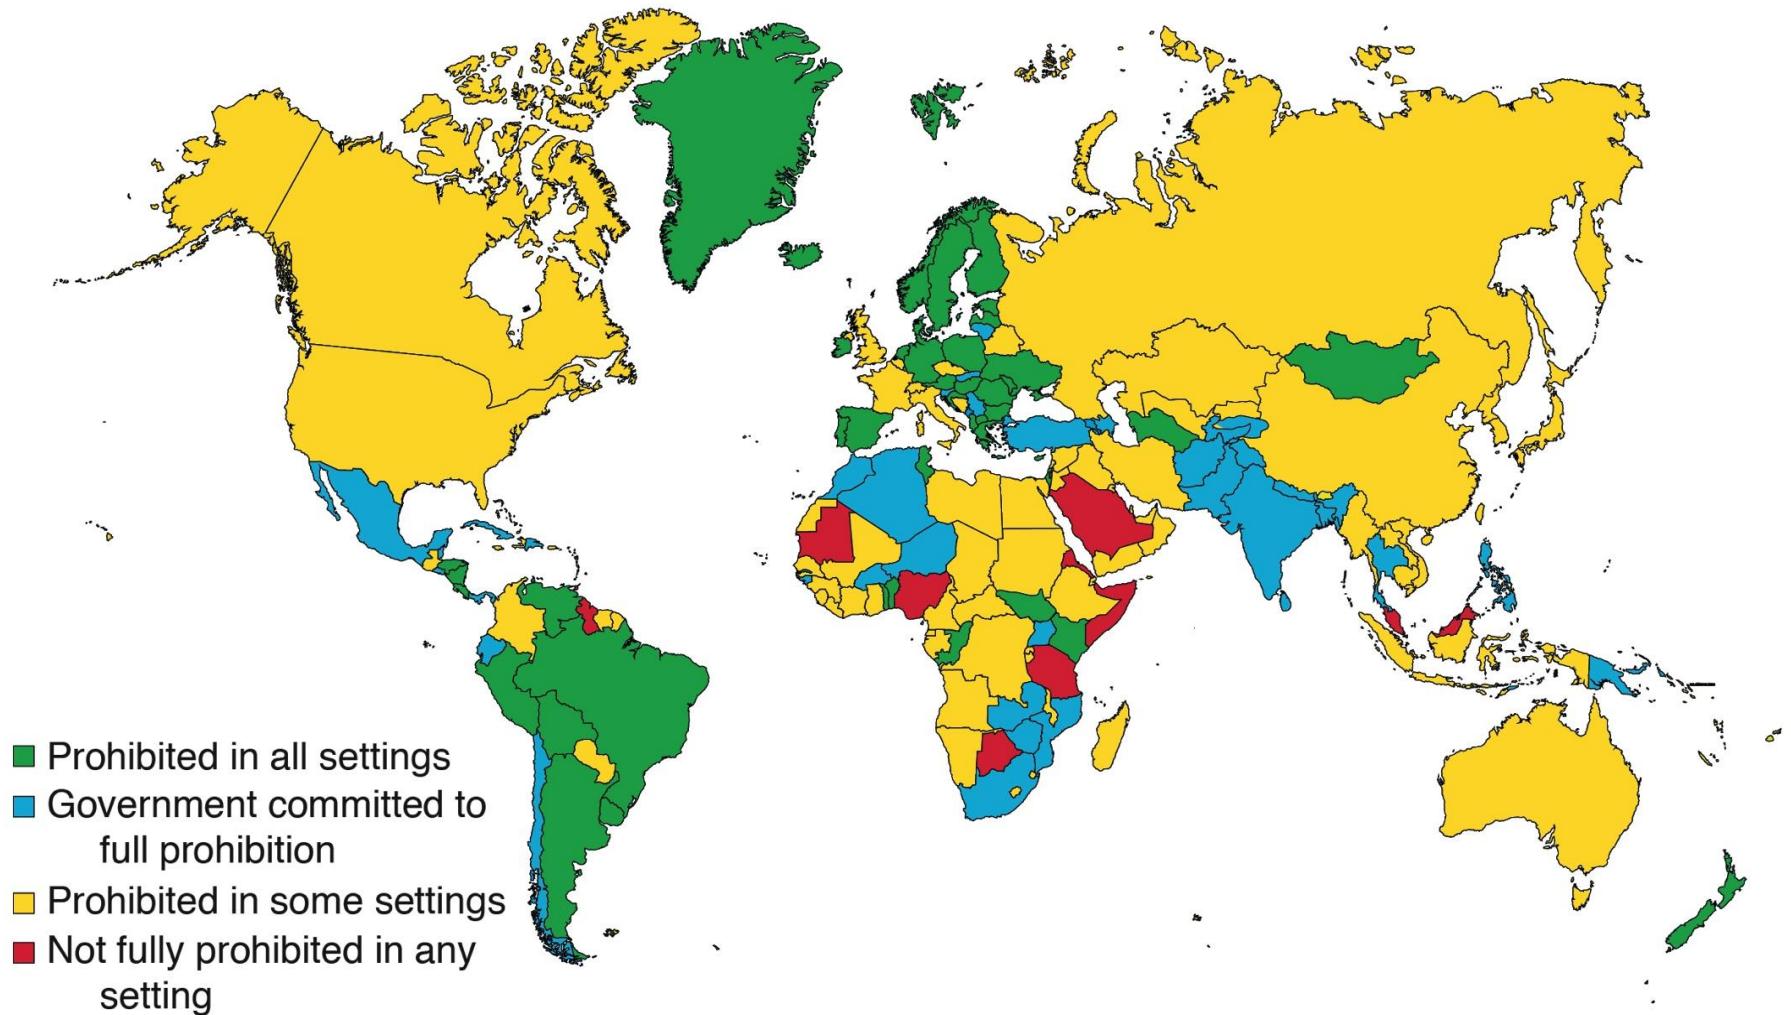 Prohibited in all settings
Government committed to
full prohibition
Prohibited in some settings
Not fully prohibited in any
setting